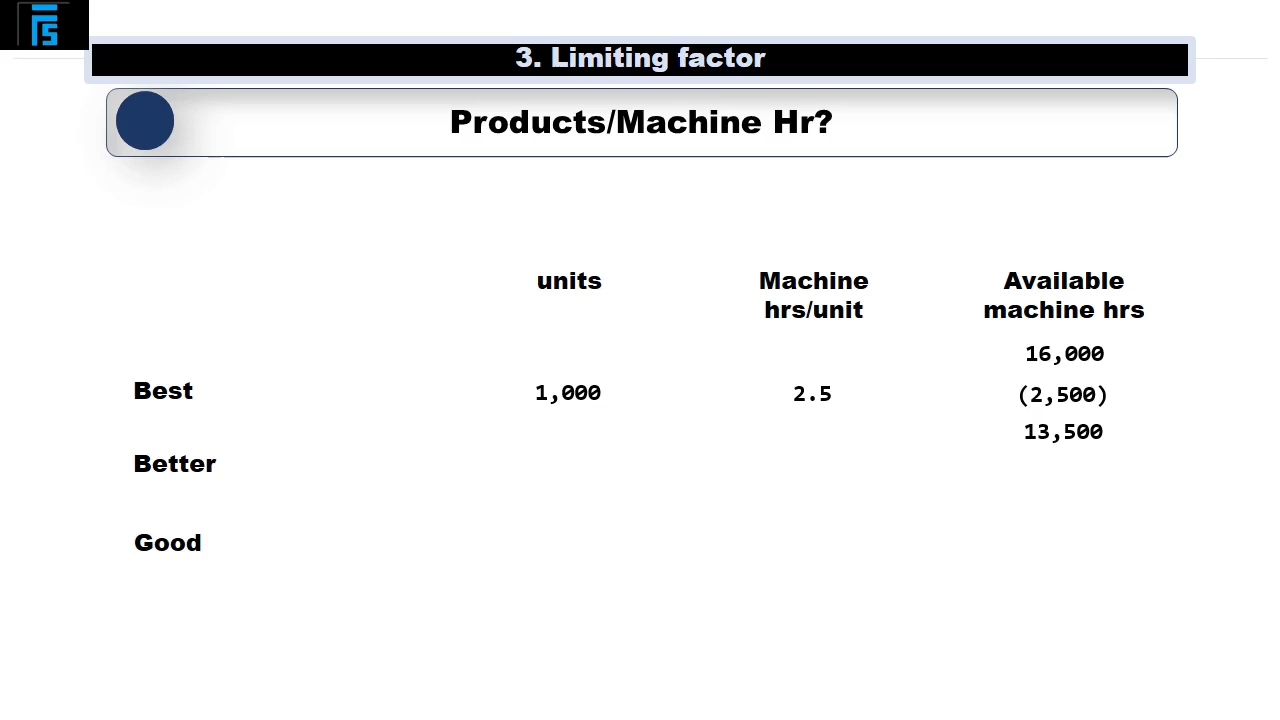 3. Limiting factor
Products/Machine Hr?
units
Machine
hrs/unit
Available
machine hrs
16,000
Best
1,000
2.5
(2,500)
13,500
Better
Good